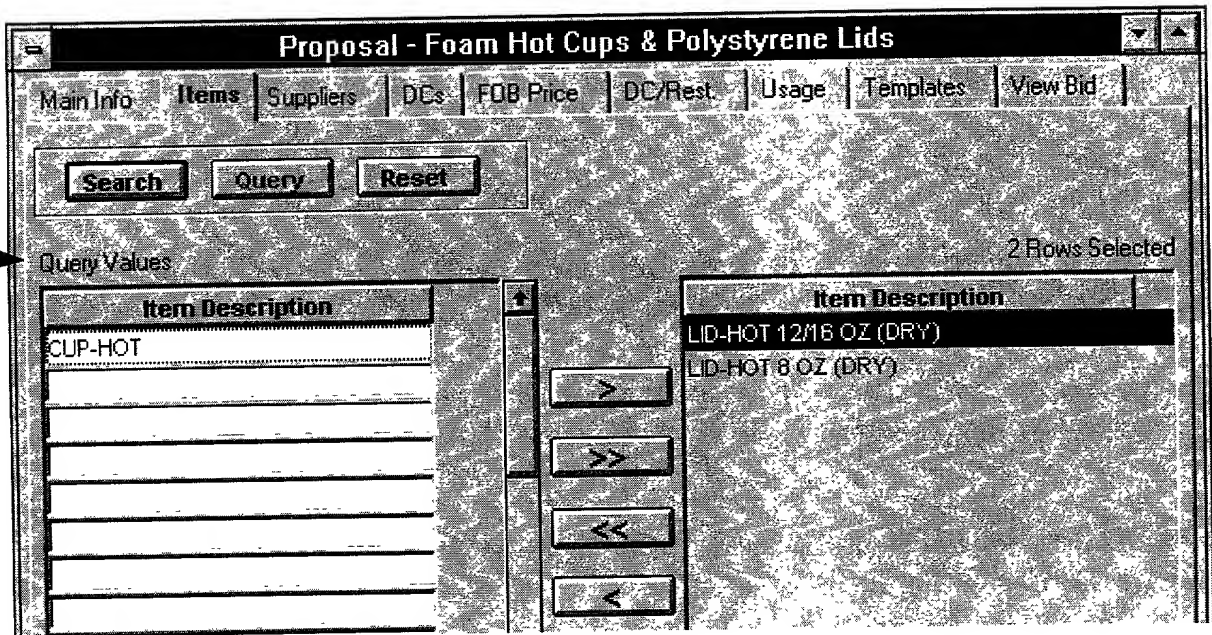 Proposal - Foam Hot Cups & Polystyrene Lids
Main Info Items Suppliers DCs FOB Price DC/Rest. Usage Templates View Bid
Search Query Reset
Query Values
2 Rows Selected
Item Description
CUP-HOT
>
>>
<<
<
Item Description
LID-HOT 12/16 OZ (DRY)
LID-HOT 8 OZ (DRY)